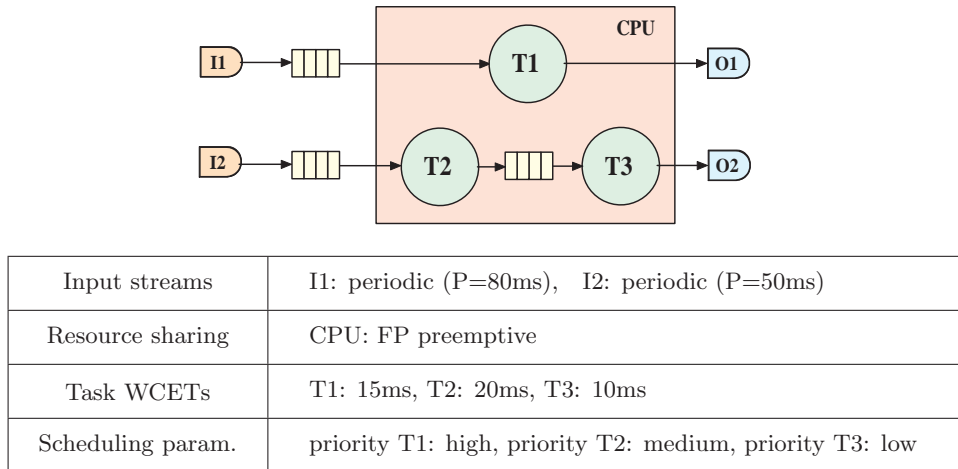 CPU
I1
T1
O1
I2
T2
T3
O2
Input streams I1: periodic (P=80ms), I2: periodic (P=50ms)
Resource sharing CPU: FP preemptive
Task WCETs T1: 15ms, T2: 20ms, T3: 10ms
Scheduling param. priority T1: high, priority T2: medium, priority T3: low